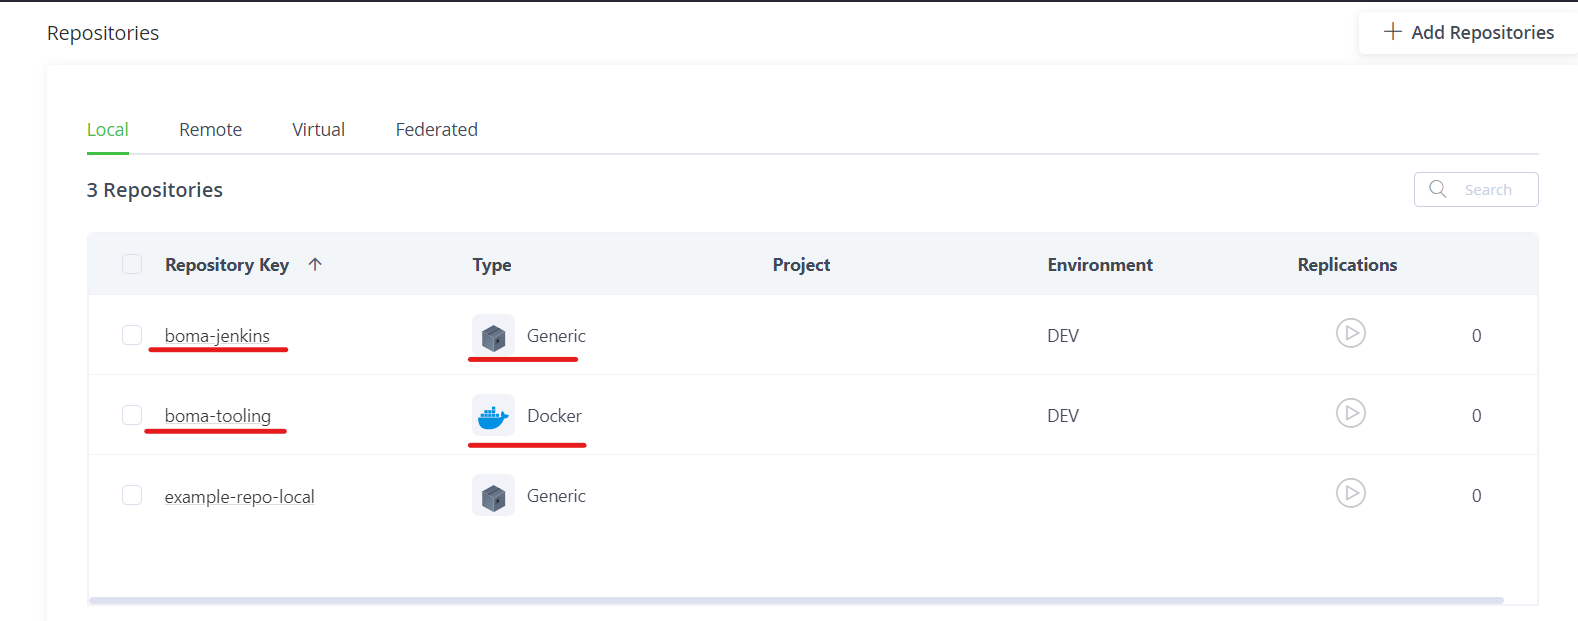 Repositories
Add Repositories
Local Remote Virtual Federated
3 Repositories
Search
Repository Key Type Project Environment Replications
boma-jenkins Generic DEV 0
boma-tooling Docker DEV 0
example-repo-local Generic 0